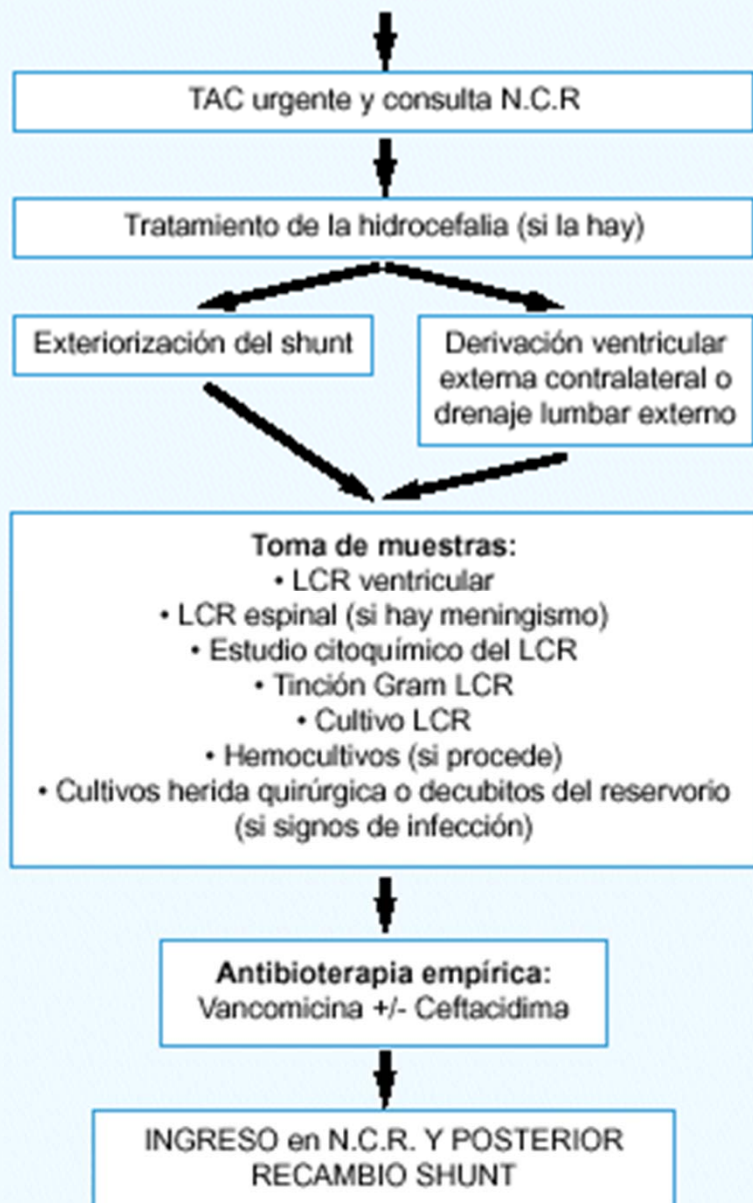 TAC urgente y consulta N.C.R
Tratamiento de la hidrocefalia (si la hay)
Exteriorización del shunt
Derivación ventricular
externa contralateral o
drenaje lumbar externo
Toma de muestras:
• LCR ventricular
• LCR espinal (si hay meningismo)
• Estudio citoquímico del LCR
• Tinción Gram LCR
• Cultivo LCR
• Hemocultivos (si procede)
• Cultivos herida quirúrgica o decubitos del reservorio
(si signos de infección)
Antibioterapia empírica:
Vancomicina +/- Ceftacidima
INGRESO en N.C.R. Y POSTERIOR
RECAMBIO SHUNT